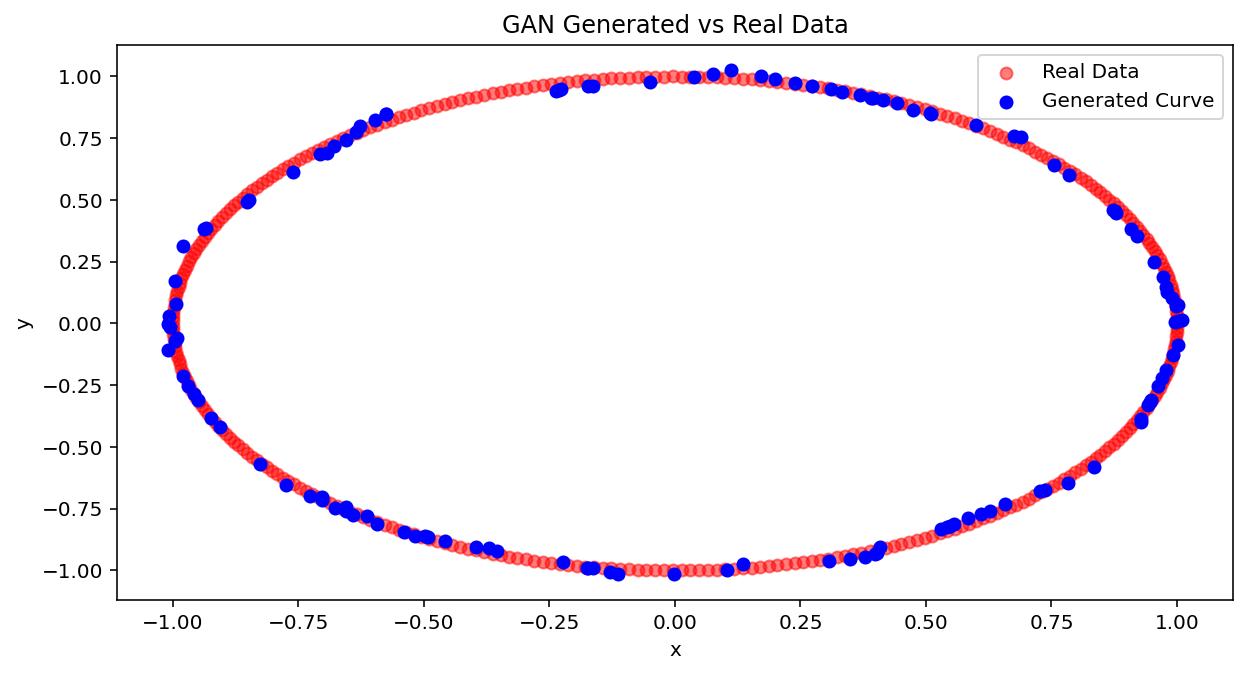 GAN Generated vs Real Data
Real Data
Generated Curve
1.00
0.75
0.50
0.25
0.00
−0.25
−0.50
−0.75
−1.00
y
−1.00 −0.75 −0.50 −0.25 0.00 0.25 0.50 0.75 1.00
x